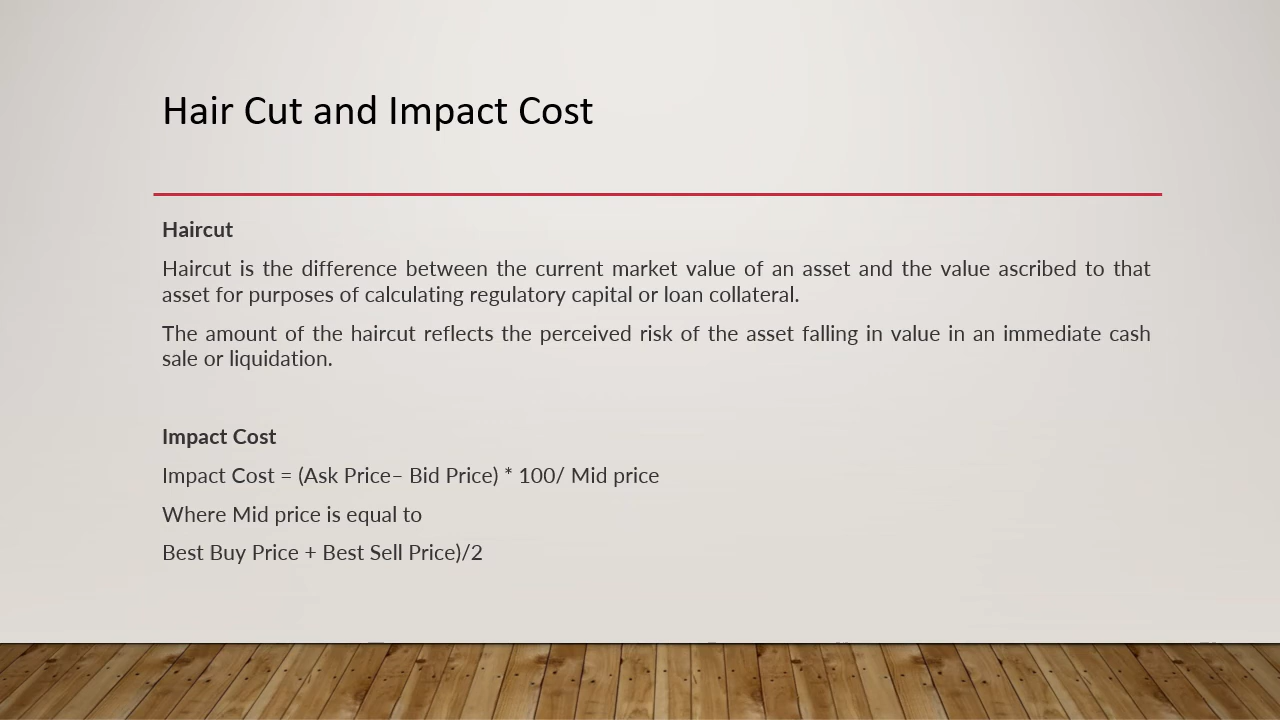 Hair Cut and Impact Cost
Haircut
Haircut is the difference between the current market value of an asset and the value ascribed to that
asset for purposes of calculating regulatory capital or loan collateral.
The amount of the haircut reflects the perceived risk of the asset falling in value in an immediate cash
sale or liquidation.
Impact Cost
Impact Cost = (Ask Price– Bid Price) * 100/ Mid price
Where Mid price is equal to
Best Buy Price + Best Sell Price)/2